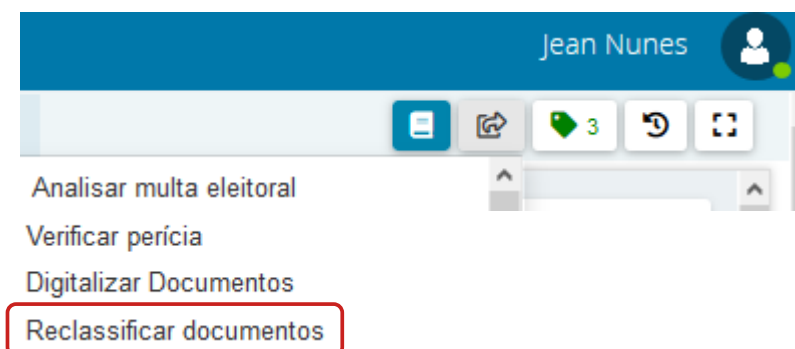 Jean Nunes
3
Analisar multa eleitoral
Verificar perícia
Digitalizar Documentos
Reclassificar documentos